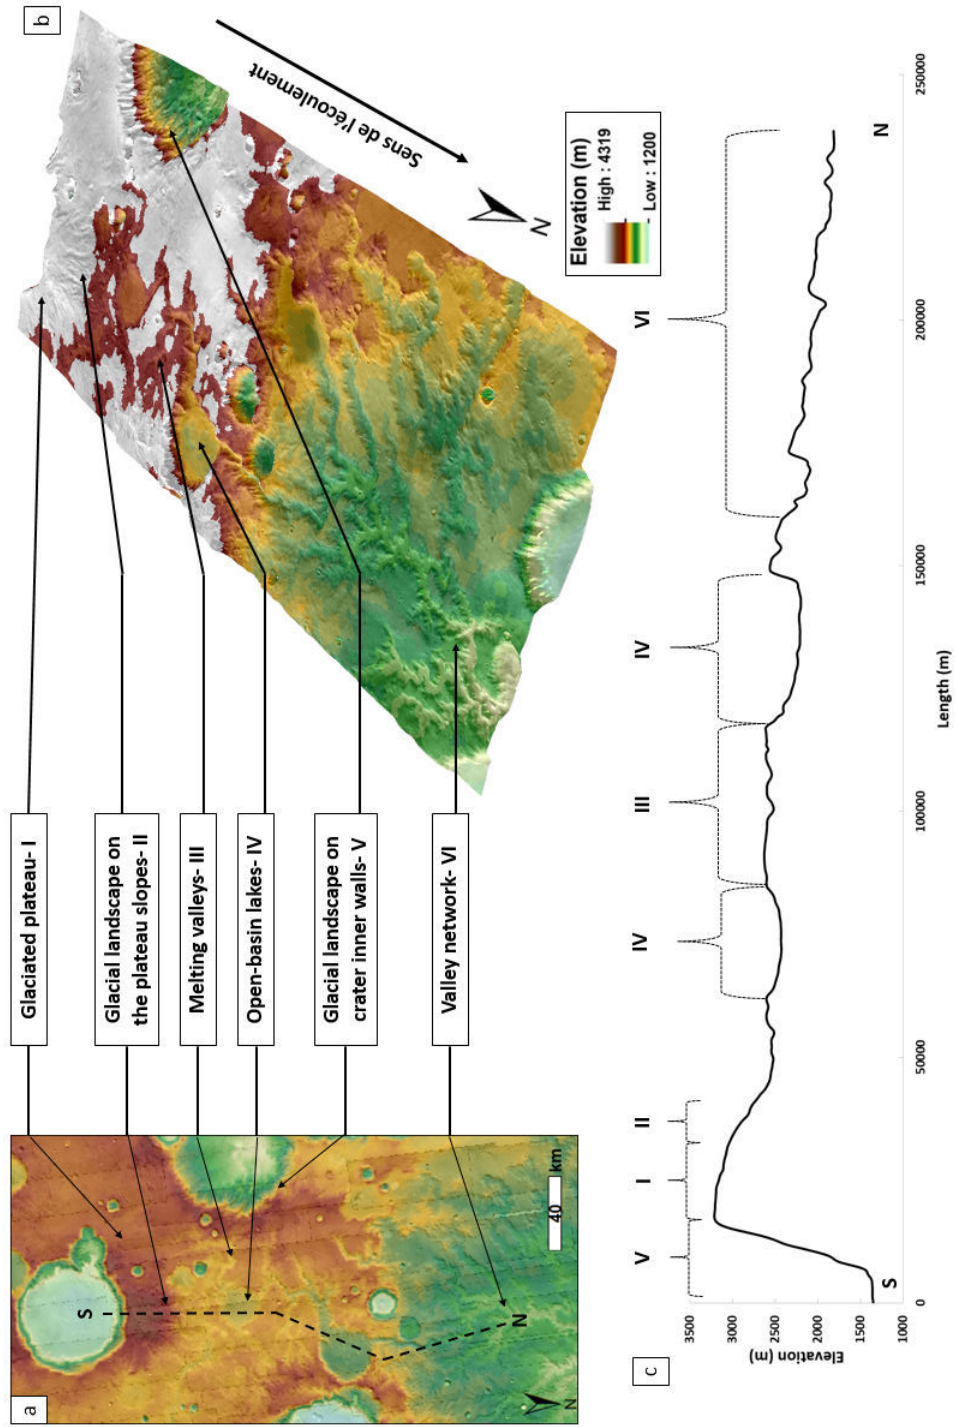 a
S
N
N
40
km
Glaciated plateau- I
Glacial landscape on
the plateau slopes- II
Melting valleys- III
Open-basin lakes- IV
Glacial landscape on
crater inner walls- V
Valley network- VI
b
Sens de l'écoulement
N
Elevation (m)
High : 4319
Low : 1200
c
V
I
II
IV
III
IV
VI
S
N
Elevation (m)
3500
3000
2500
2000
1500
1000
0
50000
100000
150000
200000
250000
Length (m)